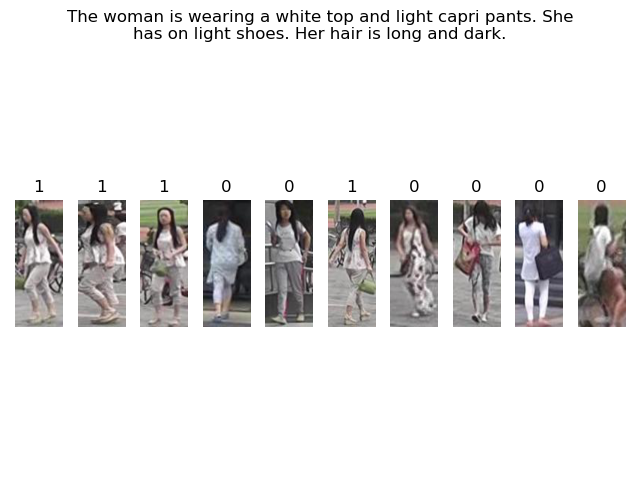 The woman is wearing a white top and light capri pants. She
has on light shoes. Her hair is long and dark.
1 1 1 0 0 1 0 0 0 0